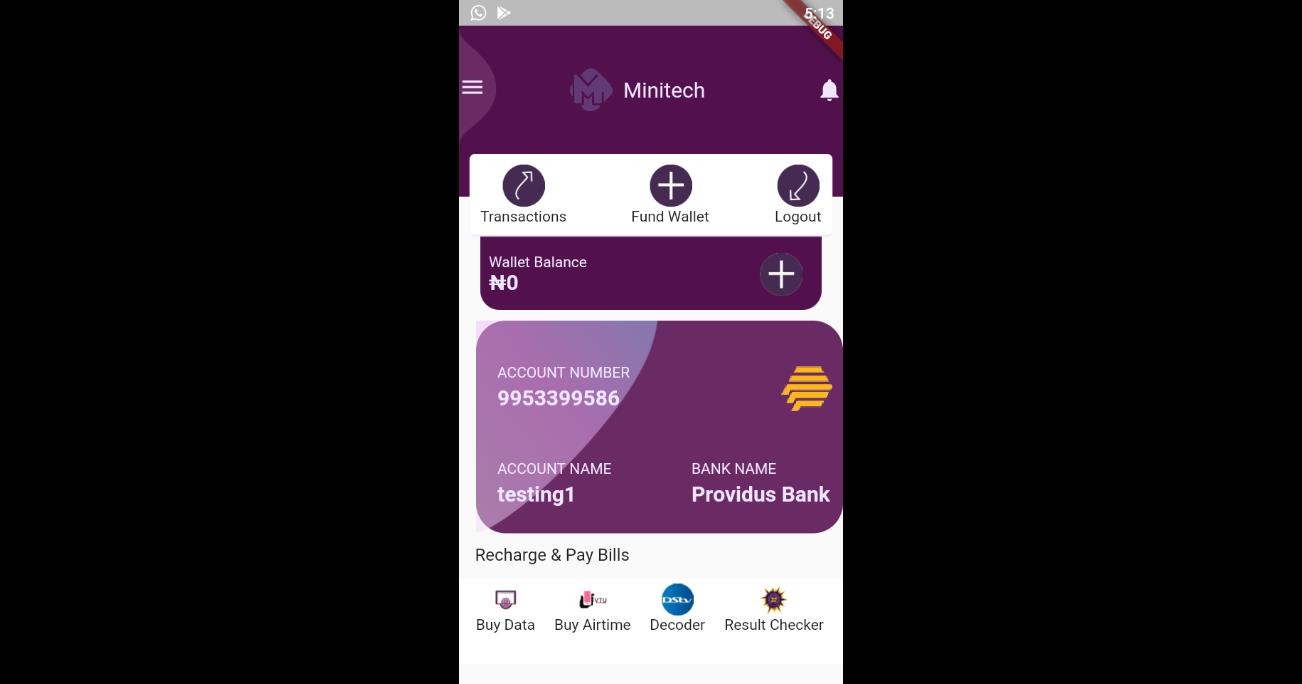 5:13
DEBUG
Minitech
Transactions Fund Wallet Logout
Wallet Balance
₦0
ACCOUNT NUMBER
9953399586
ACCOUNT NAME BANK NAME
testing1 Providus Bank
Recharge & Pay Bills
DStv
Buy Data Buy Airtime Decoder Result Checker